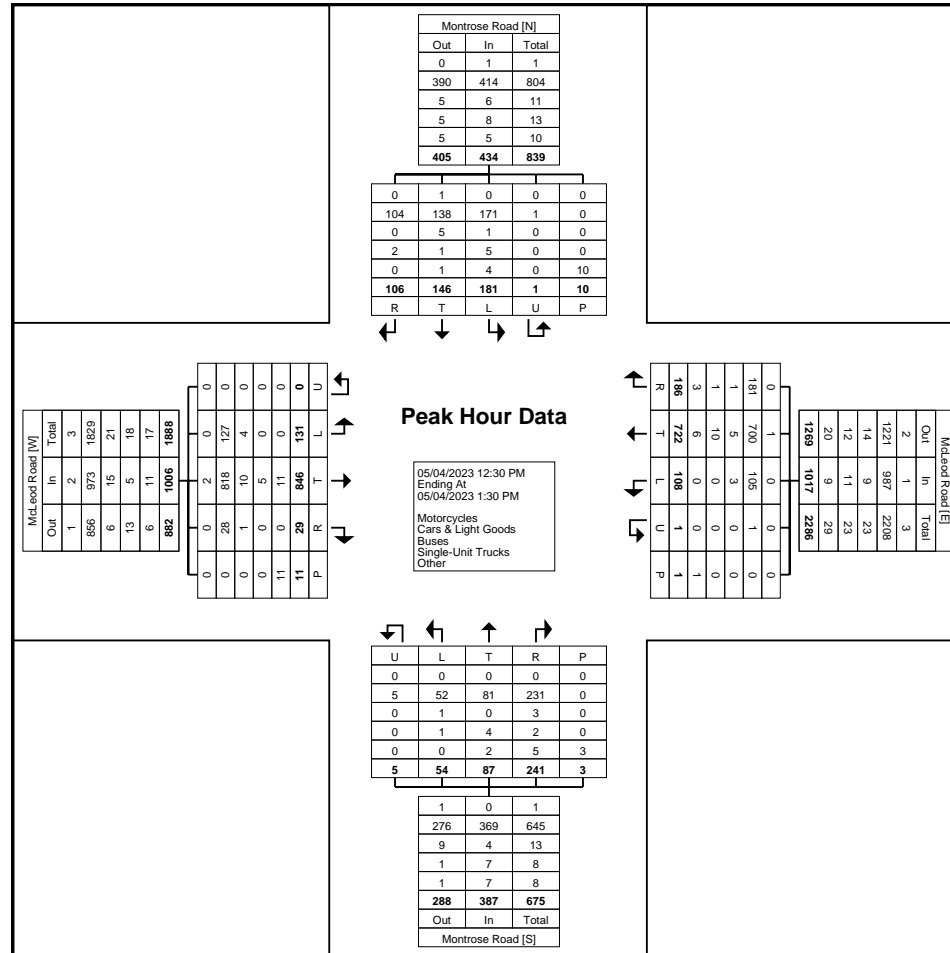 Montrose Road [N]
Out In Total
0 1 1
390 414 804
5 6 11
5 8 13
5 5 10
405 434 839
0 1 0 0 0
104 138 171 1 0
0 5 1 0 0
2 1 5 0 0
0 1 4 0 10
106 146 181 1 10
R T L U P
McLeod Road [W]
Out In Total
1 2 3
856 973 1829
6 15 21
13 5 18
6 11 17
882 1006 1888
0 0 2 0 0
0 28 818 127 0
0 1 10 4 0
0 0 5 0 0
11 0 11 0 0
11 29 846 131 0
P R T L U
Peak Hour Data
05/04/2023 12:30 PM
Ending At
05/04/2023 1:30 PM
Motorcycles
Cars & Light Goods
Buses
Single-Unit Trucks
Other
McLeod Road [E]
Out In Total
2 1 3
1221 987 2208
14 9 23
12 11 23
20 9 29
1269 1017 2286
0 1 0 0 0
181 700 105 1 0
1 5 3 0 0
1 10 0 0 0
3 6 0 0 1
186 722 108 1 1
R T L U P
U L T R P
0 0 0 0 0
5 52 81 231 0
0 1 0 3 0
0 1 4 2 0
0 0 2 5 3
5 54 87 241 3
1 0 1
276 369 645
9 4 13
1 7 8
1 7 8
288 387 675
Out In Total
Montrose Road [S]